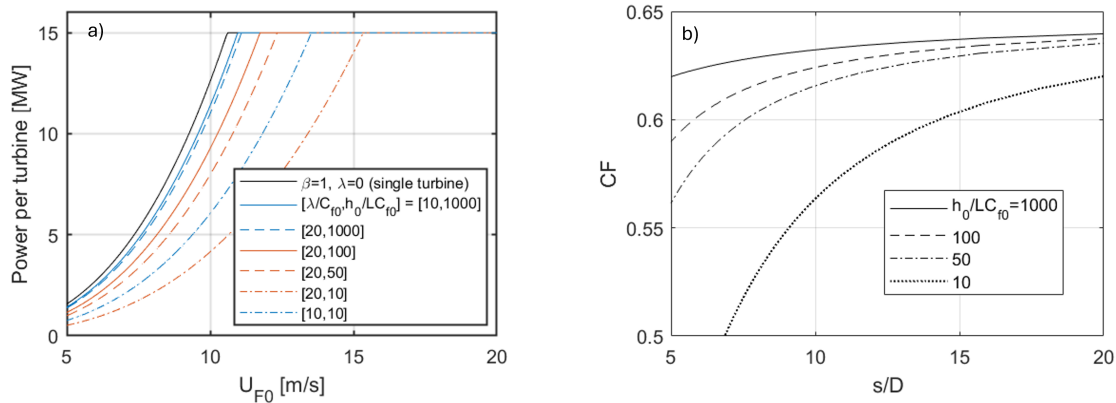 a)
Power per turbine [MW]
15
10
5
0
5
10
15
20
U_F0 [m/s]
β=1, λ=0 (single turbine)
[λ/C_f0,h_0/LC_f0] = [10,1000]
[20,1000]
[20,100]
[20,50]
[20,10]
[10,10]
b)
CF
0.65
0.6
0.55
0.5
5
10
15
20
s/D
h_0/LC_f0=1000
100
50
10